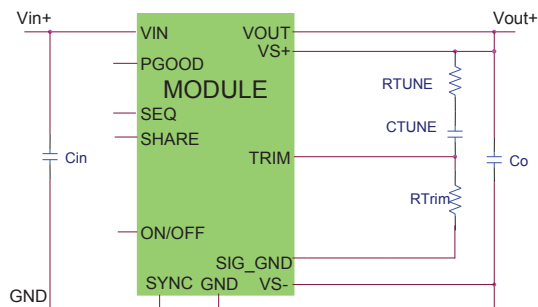 Vin+
Vout+
VIN
VOUT
VS+
PGOOD
MODULE
RTUNE
SEQ
CTUNE
SHARE
TRIM
Cin
Co
RTrim
ON/OFF
SIG_GND
GND
SYNC
GND
VS-